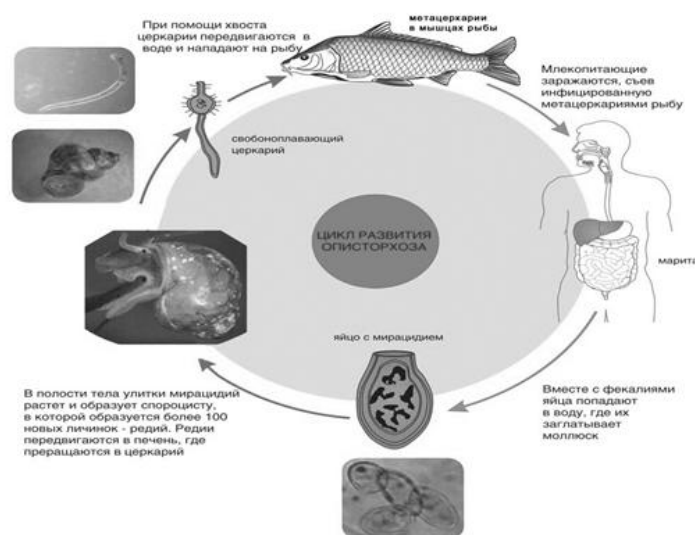 При помощи хвоста
церкарии передвигаются в
воде и нападают на рыбу
метацеркарии
в мышцах рыбы
Млекопитающие
заражаются, съев
инфицированную
метацеркариями рыбу
свобоноплавающий
церкарий
ЦИКЛ РАЗВИТИЯ
ОПИСТОРХОЗА
марита
яйцо с мирацидием
Вместе с фекалиями
яйца попадают
в воду, где их
заглатывает
моллюск
В полости тела улитки мирацидий
растет и образует спороцисту,
в которой образуется более 100
новых личинок - редий. Редии
передвигаются в печень, где
преращаются в церкарий